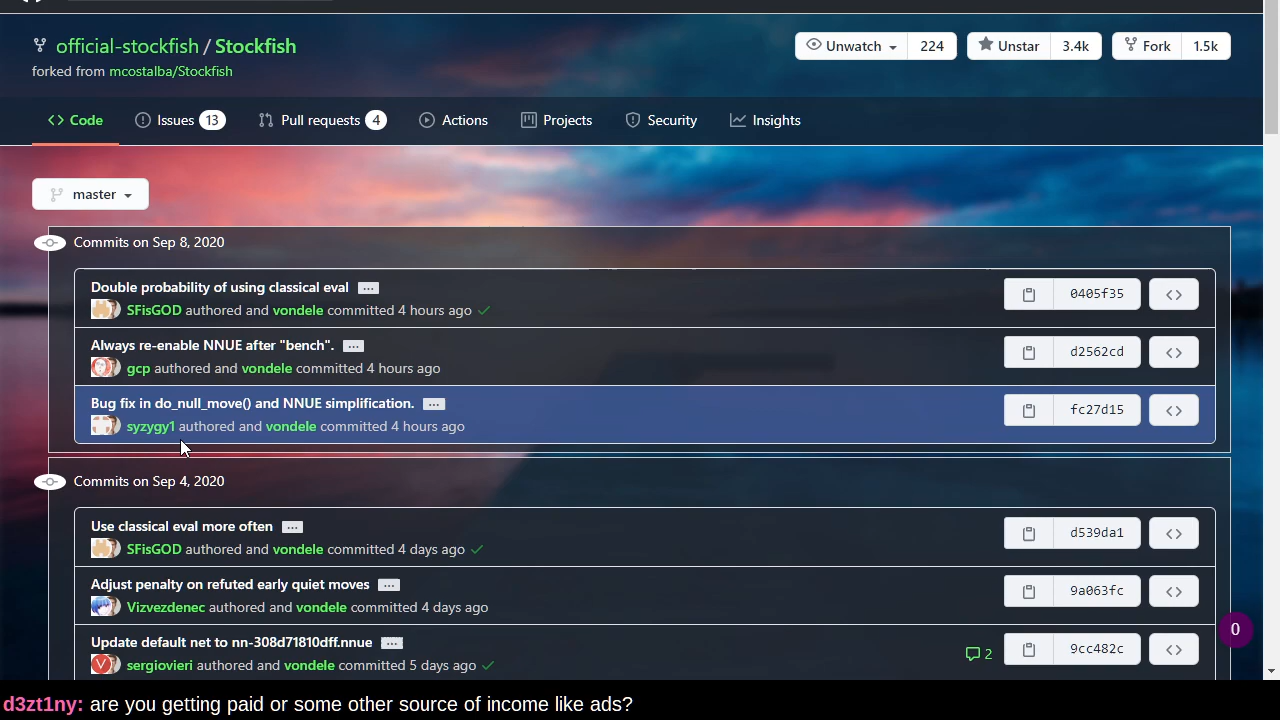 official-stockfish / Stockfish
Unwatch 224
Unstar 3.4k
Fork 1.5k
forked from mcostalba/Stockfish
Code
Issues 13
Pull requests 4
Actions
Projects
Security
Insights
master
Commits on Sep 8, 2020
Double probability of using classical eval ...
SFisGOD authored and vondele committed 4 hours ago
0405f35
Always re-enable NNUE after "bench". ...
gcp authored and vondele committed 4 hours ago
d2562cd
Bug fix in do_null_move() and NNUE simplification. ...
syzygy1 authored and vondele committed 4 hours ago
fc27d15
Commits on Sep 4, 2020
Use classical eval more often ...
SFisGOD authored and vondele committed 4 days ago
d539da1
Adjust penalty on refuted early quiet moves ...
Vizvezdenec authored and vondele committed 4 days ago
9a063fc
0
Update default net to nn-308d71810dff.nnue ...
sergiovieri authored and vondele committed 5 days ago
2
9cc482c
d3zt1ny: are you getting paid or some other source of income like ads?